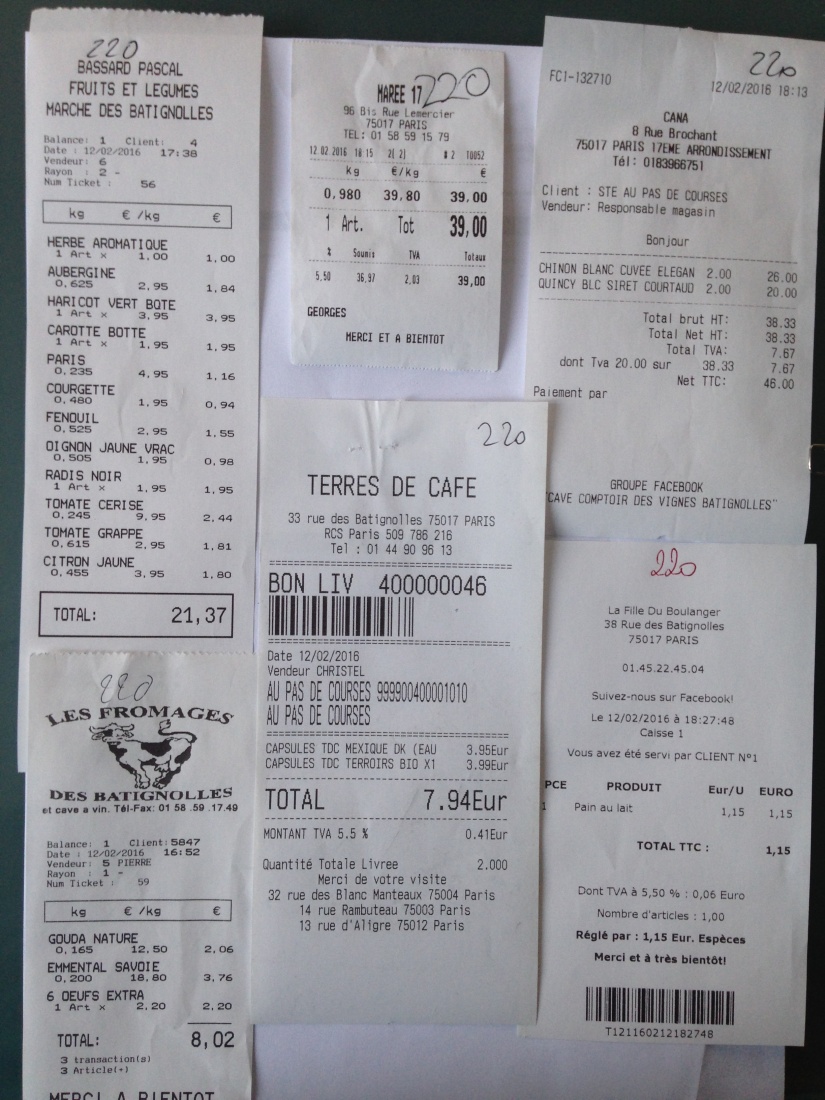 220
BASSARD PASCAL
FRUITS ET LEGUMES
MARCHE DES BATIGNOLLES
Balance: 1 Client: 4
Date : 12/02/2016 17:38
Vendeur: 6
Rayon : 2 -
Num Ticket : 56
kg € /kg €
HERBE AROMATIQUE
1 Art × 1,00 1,00
AUBERGINE
0,625 2,95 1,84
HARICOT VERT BOTE
1 Art × 3,95 3,95
CAROTTE BOTTE
1 Art × 1,95 1,95
PARIS
0,235 4,95 1,16
COURGETTE
0,480 1,95 0,94
FENOUIL
0,525 2,95 1,55
OIGNON JAUNE VRAC
0,505 1,95 0,98
RADIS NOIR
1 Art × 1,95 1,95
TOMATE CERISE
0,245 9,95 2,44
TOMATE GRAPPE
0,615 2,95 1,81
CITRON JAUNE
0,455 3,95 1,80
TOTAL: 21,37
220
LES FROMAGES
DES BATIGNOLLES
et cave a vin. Tél-Fax: 01 58 .59 .17.49
Balance: 1 Client:5847
Date : 12/02/2016 16:52
Vendeur: 5 PIERRE
Rayon : 1 -
Num Ticket : 59
kg € /kg €
GOUDA NATURE
0,165 12,50 2,06
EMMENTAL SAVOIE
0,200 18,80 3,76
6 OEUFS EXTRA
1 Art × 2,20 2,20
TOTAL: 8,02
3 transaction(s)
3 Article(+)
MERCI A BIENTOT
220
MAREE 17
96 Bis Rue Lemercier
75017 PARIS
TEL: 01 58 59 15 79
12.02.2016 18 15 2( 2) # 2 T0052
kg €/kg €
0,980 39,80 39,00
1 Art. Tot 39,00
% Soumis TVA Totaux
5,50 36,97 2,03 39,00
GEORGES
MERCI ET A BIENTOT
220
TERRES DE CAFE
33 rue des Batignolles 75017 PARIS
RCS Paris 509 786 216
Tel : 01 44 90 96 13
BON LIV 400000046
Date 12/02/2016
Vendeur CHRISTEL
AU PAS DE COURSES 999900400001010
AU PAS DE COURSES
CAPSULES TDC MEXIQUE DK (EAU 3.95Eur
CAPSULES TDC TERROIRS BIO X1 3.99Eur
TOTAL 7.94Eur
MONTANT TVA 5.5 % 0.41Eur
Quantité Totale Livree 2.000
Merci de votre visite
32 rue des Blanc Manteaux 75004 Paris
14 rue Rambuteau 75003 Paris
13 rue d'Aligre 75012 Paris
220
FC1-132710 12/02/2016 18:13
CANA
8 Rue Brochant
75017 PARIS 17EME ARRONDISSEMENT
Tél: 0183966751
Client : STE AU PAS DE COURSES
Vendeur: Responsable magasin
Bonjour
CHINON BLANC CUVEE ELEGAN 2.00 26.00
QUINCY BLC SIRET COURTAUD 2.00 20.00
Total brut HT: 38.33
Total Net HT: 38.33
Total TVA: 7.67
dont Tva 20.00 sur 38.33 7.67
Net TTC: 46.00
Paiement par
GROUPE FACEBOOK
"CAVE COMPTOIR DES VIGNES BATIGNOLLES"
220
La Fille Du Boulanger
38 Rue des Batignolles
75017 PARIS
01.45.22.45.04
Suivez-nous sur Facebook!
Le 12/02/2016 à 18:27:48
Caisse 1
Vous avez été servi par CLIENT N°1
PCE PRODUIT Eur/U EURO
1 Pain au lait 1,15 1,15
TOTAL TTC : 1,15
Dont TVA à 5,50 % : 0,06 Euro
Nombre d'articles : 1,00
Réglé par : 1,15 Eur. Espèces
Merci et à très bientôt!
T121160212182748